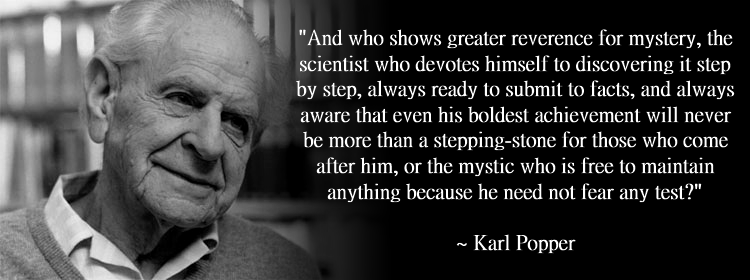 "And who shows greater reverence for mystery, the
scientist who devotes himself to discovering it step
by step, always ready to submit to facts, and always
aware that even his boldest achievement will never
be more than a stepping-stone for those who come
after him, or the mystic who is free to maintain
anything because he need not fear any test?"
~ Karl Popper